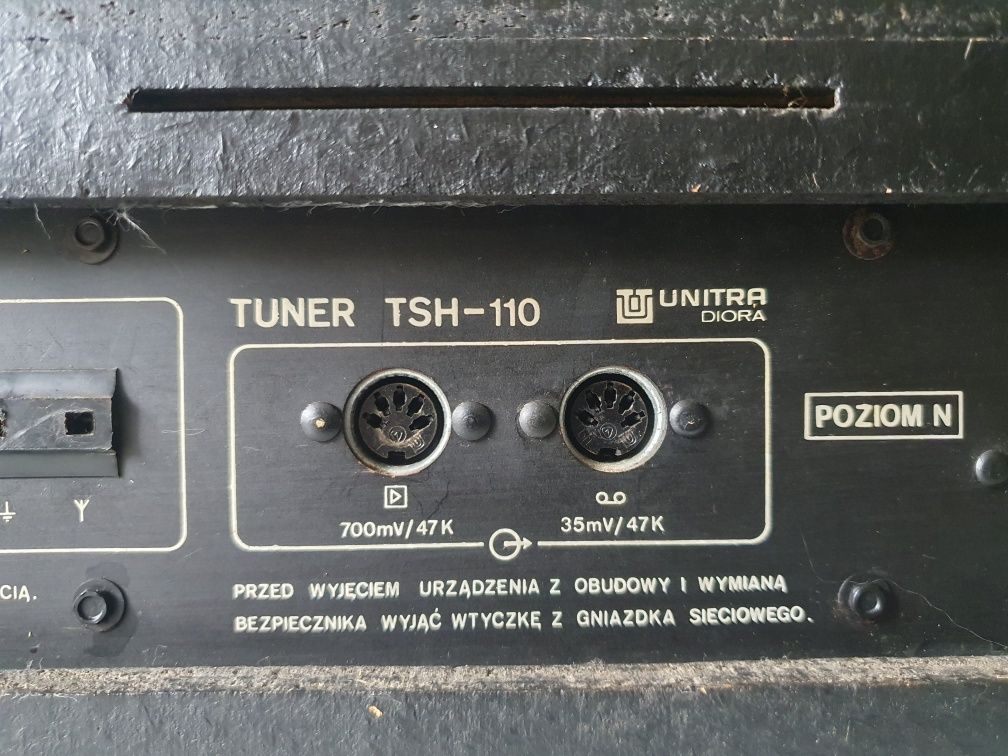 TUNER TSH-110
UNITRA
DIORA
POZIOM N
700mV/47K
35mV/47K
CIĄ.
PRZED WYJĘCIEM URZĄDZENIA Z OBUDOWY I WYMIANĄ
BEZPIECZNIKA WYJĄĆ WTYCZKĘ Z GNIAZDKA SIECIOWEGO.